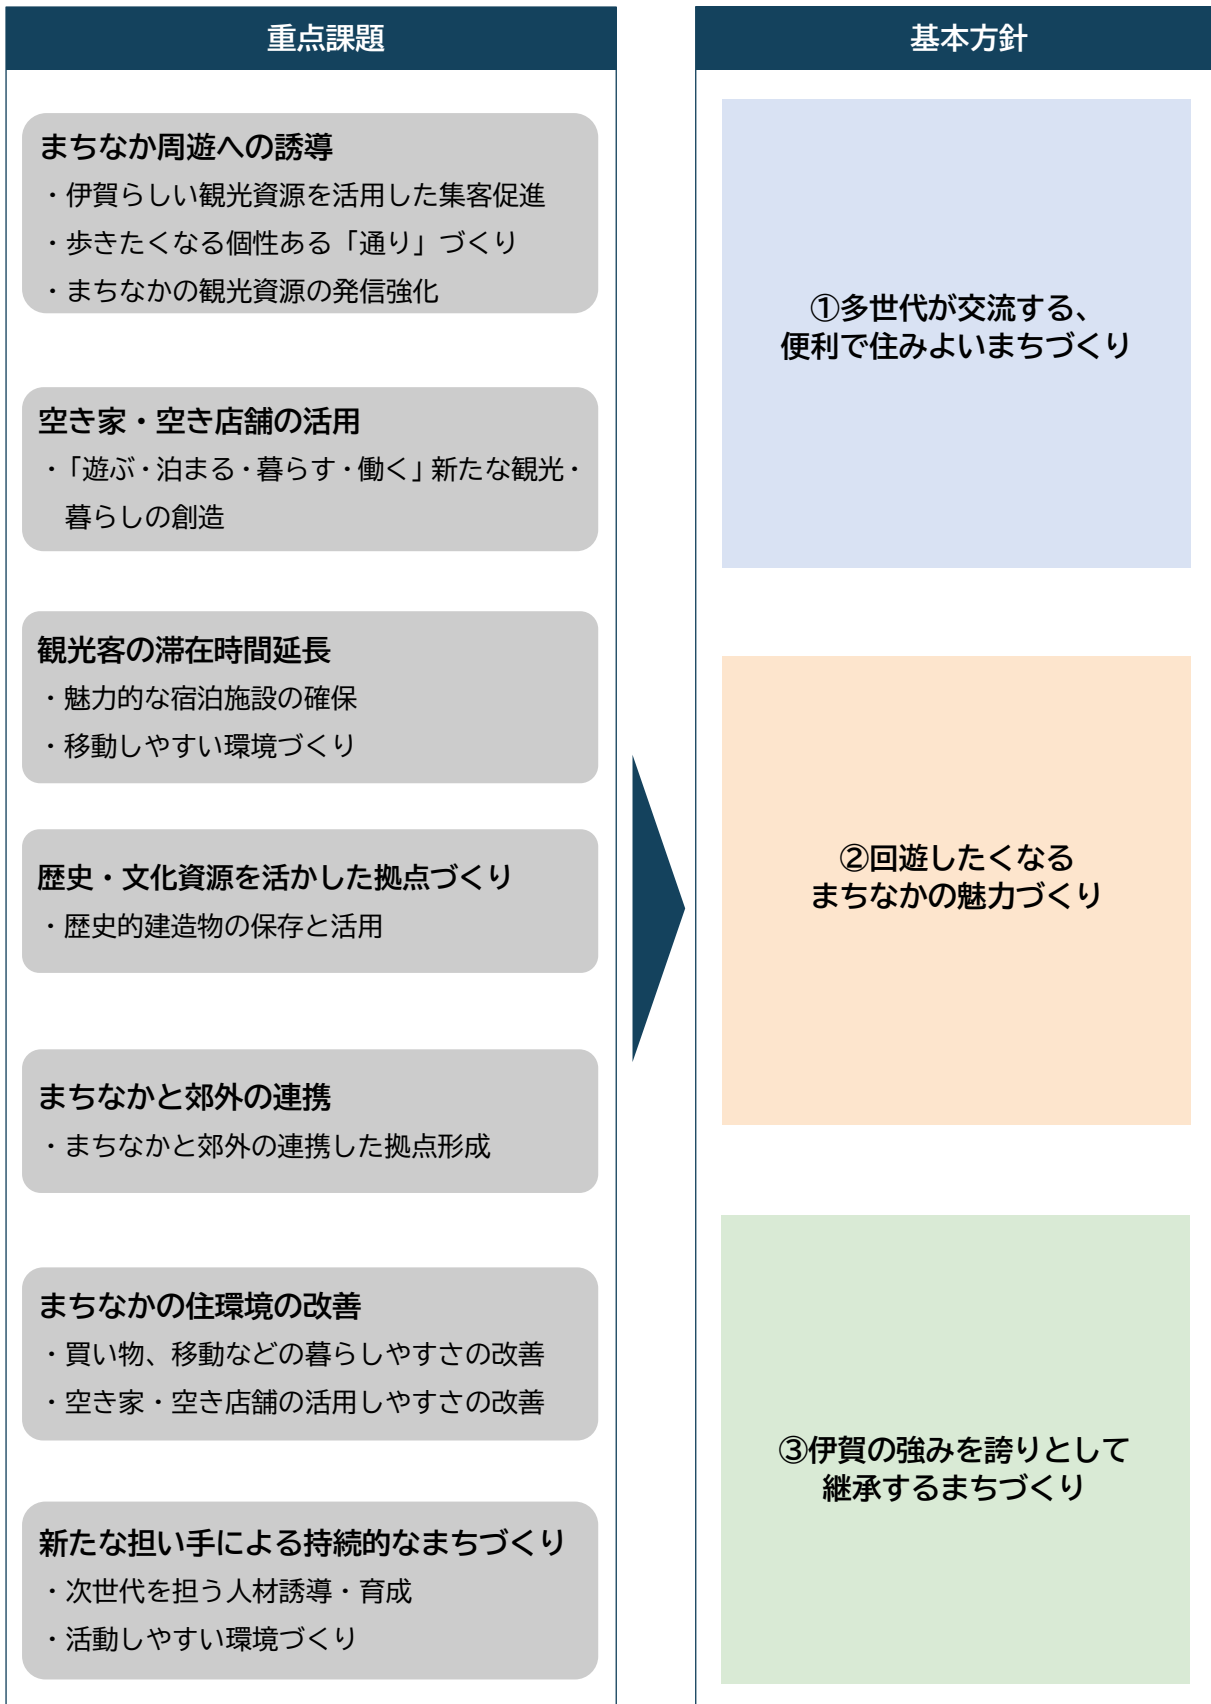 重点課題
まちなか周遊への誘導
・伊賀らしい観光資源を活用した集客促進
・歩きたくなる個性ある「通り」づくり
・まちなかの観光資源の発信強化
空き家・空き店舗の活用
・「遊ぶ・泊まる・暮らす・働く」新たな観光・
暮らしの創造
観光客の滞在時間延長
・魅力的な宿泊施設の確保
・移動しやすい環境づくり
歴史・文化資源を活かした拠点づくり
・歴史的建造物の保存と活用
まちなかと郊外の連携
・まちなかと郊外の連携した拠点形成
まちなかの住環境の改善
・買い物、移動などの暮らしやすさの改善
・空き家・空き店舗の活用しやすさの改善
新たな担い手による持続的なまちづくり
・次世代を担う人材誘導・育成
・活動しやすい環境づくり
基本方針
①多世代が交流する、
便利で住みよいまちづくり
②回遊したくなる
まちなかの魅力づくり
③伊賀の強みを誇りとして
継承するまちづくり